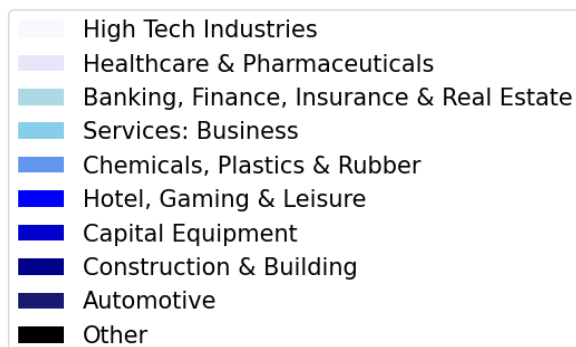 High Tech Industries
Healthcare & Pharmaceuticals
Banking, Finance, Insurance & Real Estate
Services: Business
Chemicals, Plastics & Rubber
Hotel, Gaming & Leisure
Capital Equipment
Construction & Building
Automotive
Other